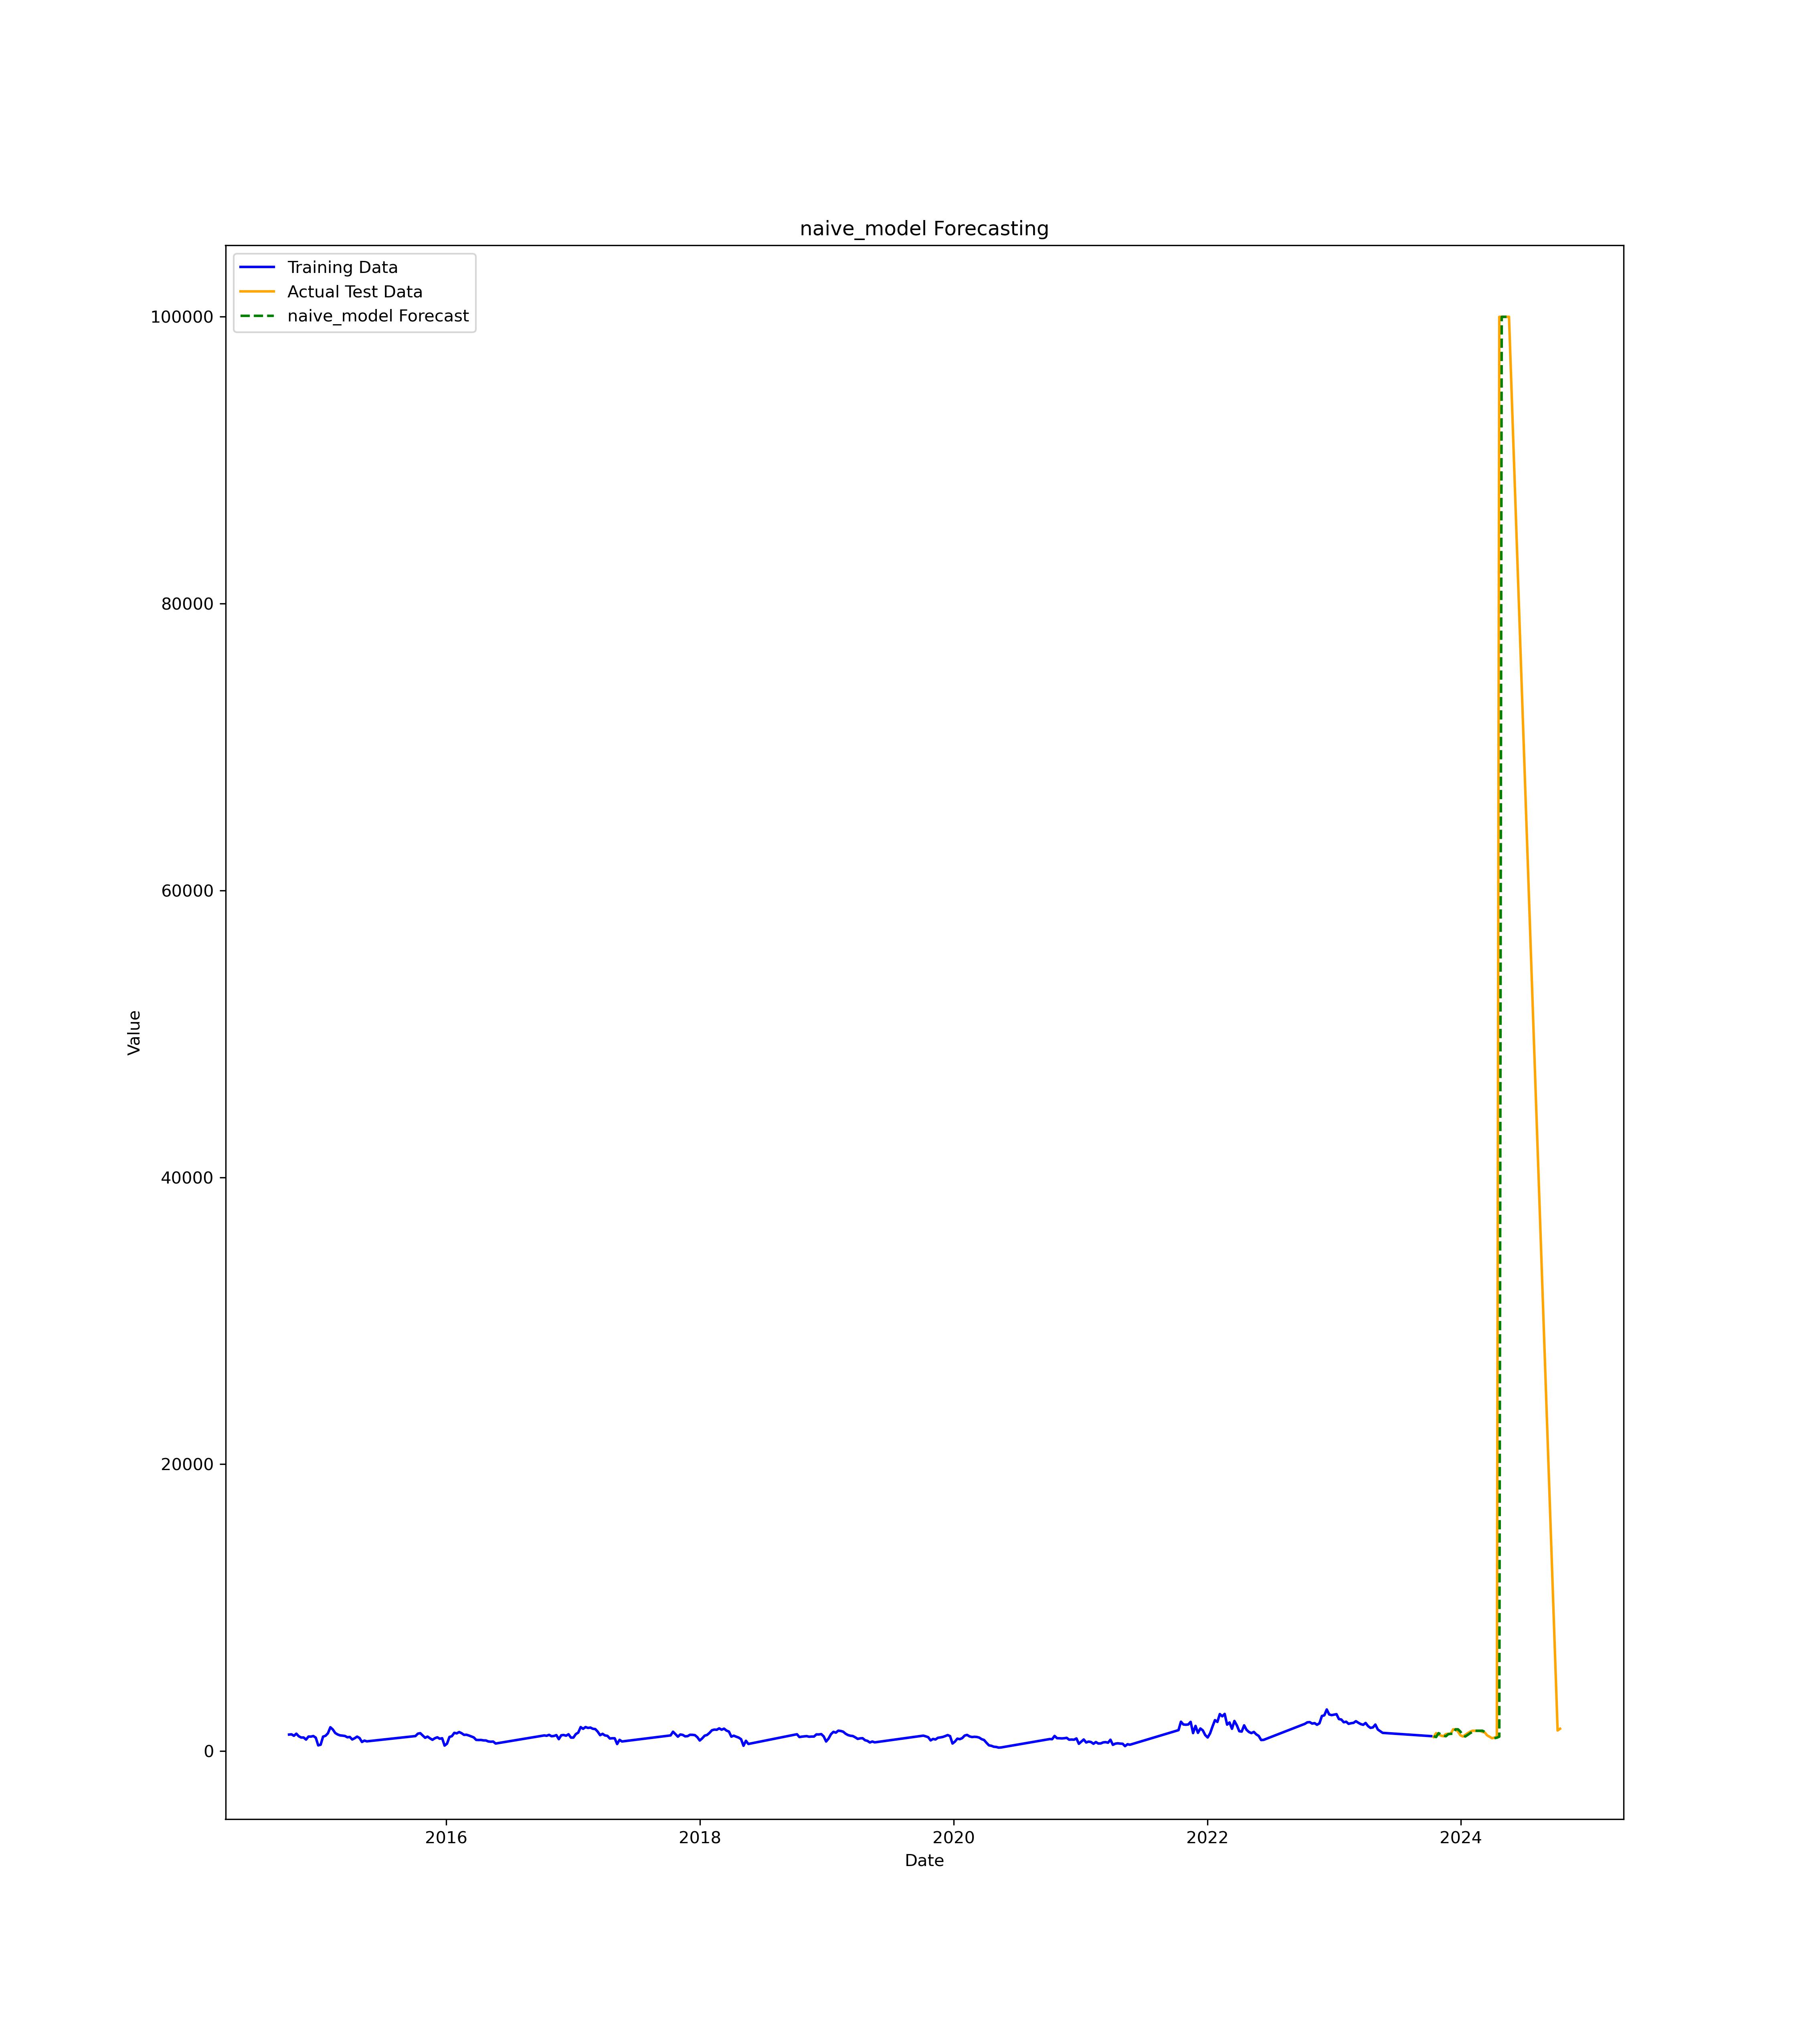 naive_model Forecasting
Training Data
Actual Test Data
naive_model Forecast
100000
80000
60000
40000
20000
0
Value
2016 2018 2020 2022 2024
Date